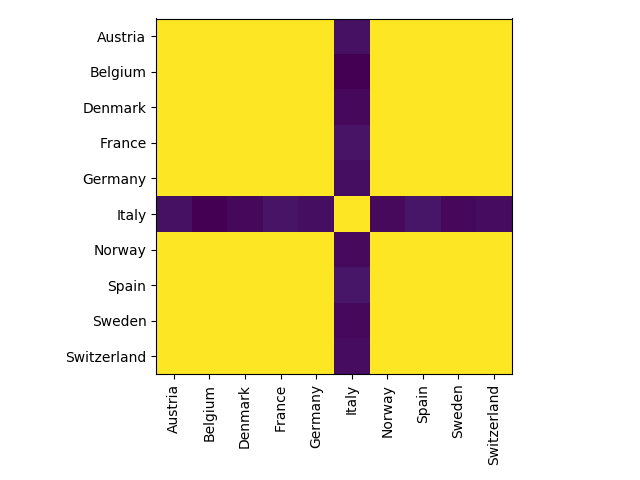 Austria
Belgium
Denmark
France
Germany
Italy
Norway
Spain
Sweden
Switzerland
Austria
Belgium
Denmark
France
Germany
Italy
Norway
Spain
Sweden
Switzerland